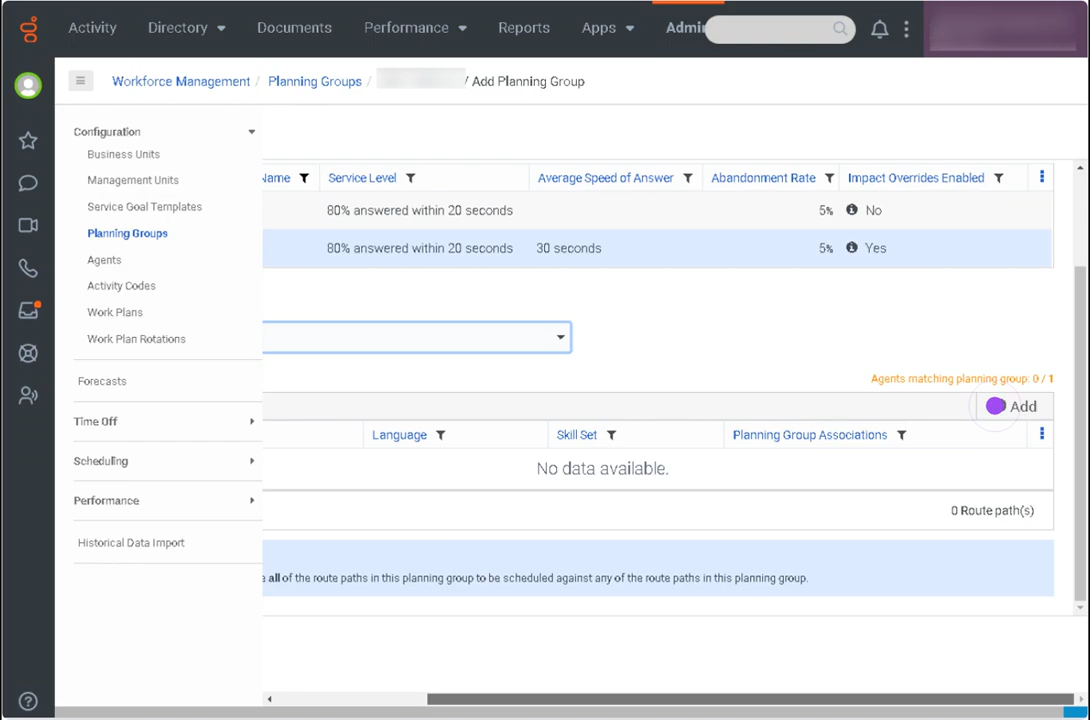 Activity Directory Documents Performance Reports Apps Admin
Workforce Management / Planning Groups / / Add Planning Group
Configuration
Business Units
Management Units
Service Goal Templates
Planning Groups
Agents
Activity Codes
Work Plans
Work Plan Rotations
Forecasts
Time Off
Scheduling
Performance
Historical Data Import
Name Service Level Average Speed of Answer Abandonment Rate Impact Overrides Enabled
80% answered within 20 seconds 5% No
80% answered within 20 seconds 30 seconds 5% Yes
Agents matching planning group: 0 / 1
Add
Language Skill Set Planning Group Associations
No data available.
0 Route path(s)
all of the route paths in this planning group to be scheduled against any of the route paths in this planning group.